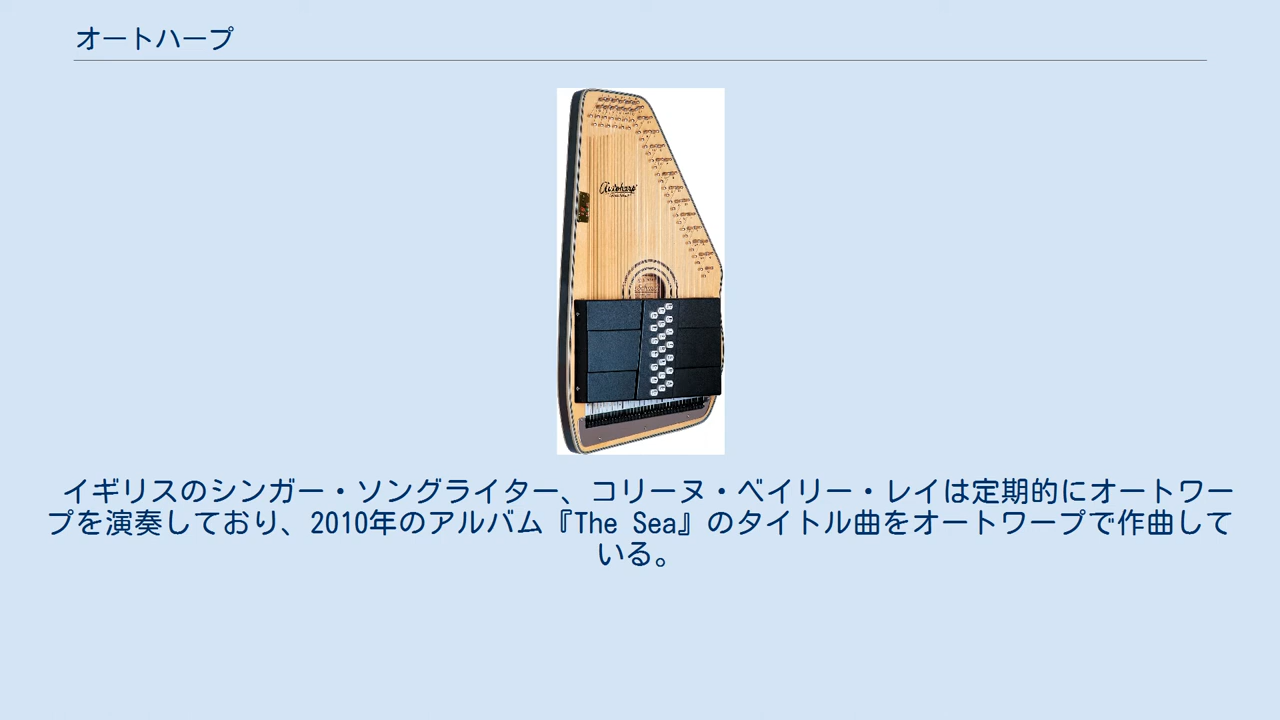 オートハープ
Autoharp
イギリスのシンガー・ソングライター、コリーヌ・ベイリー・レイは定期的にオートワー
プを演奏しており、2010年のアルバム『The Sea』のタイトル曲をオートワープで作曲して
いる。